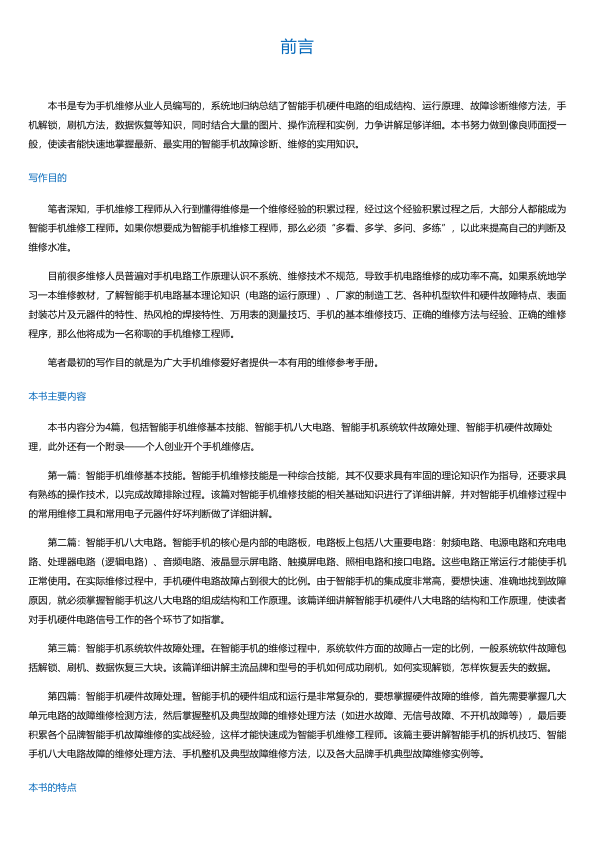 前言
本书是专为手机维修从业人员编写的，系统地归纳总结了智能手机硬件电路的组成结构、运行原理、故障诊断维修方法，手
机解锁，刷机方法，数据恢复等知识，同时结合大量的图片、操作流程和实例，力争讲解足够详细。本书努力做到像良师面授一
般，使读者能快速地掌握最新、最实用的智能手机故障诊断、维修的实用知识。
写作目的
笔者深知，手机维修工程师从入行到懂得维修是一个维修经验的积累过程，经过这个经验积累过程之后，大部分人都能成为
智能手机维修工程师。如果你想要成为智能手机维修工程师，那么必须“多看、多学、多问、多练”，以此来提高自己的判断及
维修水准。
目前很多维修人员普遍对手机电路工作原理认识不系统、维修技术不规范，导致手机电路维修的成功率不高。如果系统地学
习一本维修教材，了解智能手机电路基本理论知识（电路的运行原理）、厂家的制造工艺、各种机型软件和硬件故障特点、表面
封装芯片及元器件的特性、热风枪的焊接特性、万用表的测量技巧、手机的基本维修技巧、正确的维修方法与经验、正确的维修
程序，那么他将成为一名称职的手机维修工程师。
笔者最初的写作目的就是为广大手机维修爱好者提供一本有用的维修参考手册。
本书主要内容
本书内容分为4篇，包括智能手机维修基本技能、智能手机八大电路、智能手机系统软件故障处理、智能手机硬件故障处
理，此外还有一个附录——个人创业开个手机维修店。
第一篇：智能手机维修基本技能。智能手机维修技能是一种综合技能，其不仅要求具有牢固的理论知识作为指导，还要求具
有熟练的操作技术，以完成故障排除过程。该篇对智能手机维修技能的相关基础知识进行了详细讲解，并对智能手机维修过程中
的常用维修工具和常用电子元器件好坏判断做了详细讲解。
第二篇：智能手机八大电路。智能手机的核心是内部的电路板，电路板上包括八大重要电路：射频电路、电源电路和充电电
路、处理器电路（逻辑电路）、音频电路、液晶显示屏电路、触摸屏电路、照相电路和接口电路。这些电路正常运行才能使手机
正常使用。在实际维修过程中，手机硬件电路故障占到很大的比例。由于智能手机的集成度非常高，要想快速、准确地找到故障
原因，就必须掌握智能手机这八大电路的组成结构和工作原理。该篇详细讲解智能手机硬件八大电路的结构和工作原理，使读者
对手机硬件电路信号工作的各个环节了如指掌。
第三篇：智能手机系统软件故障处理。在智能手机的维修过程中，系统软件方面的故障占一定的比例，一般系统软件故障包
括解锁、刷机、数据恢复三大块。该篇详细讲解主流品牌和型号的手机如何成功刷机，如何实现解锁，怎样恢复丢失的数据。
第四篇：智能手机硬件故障处理。智能手机的硬件组成和运行是非常复杂的，要想掌握硬件故障的维修，首先需要掌握几大
单元电路的故障维修检测方法，然后掌握整机及典型故障的维修处理方法（如进水故障、无信号故障、不开机故障等），最后要
积累各个品牌智能手机故障维修的实战经验，这样才能快速成为智能手机维修工程师。该篇主要讲解智能手机的拆机技巧、智能
手机八大电路故障的维修处理方法、手机整机及典型故障维修方法，以及各大品牌手机典型故障维修实例等。
本书的特点